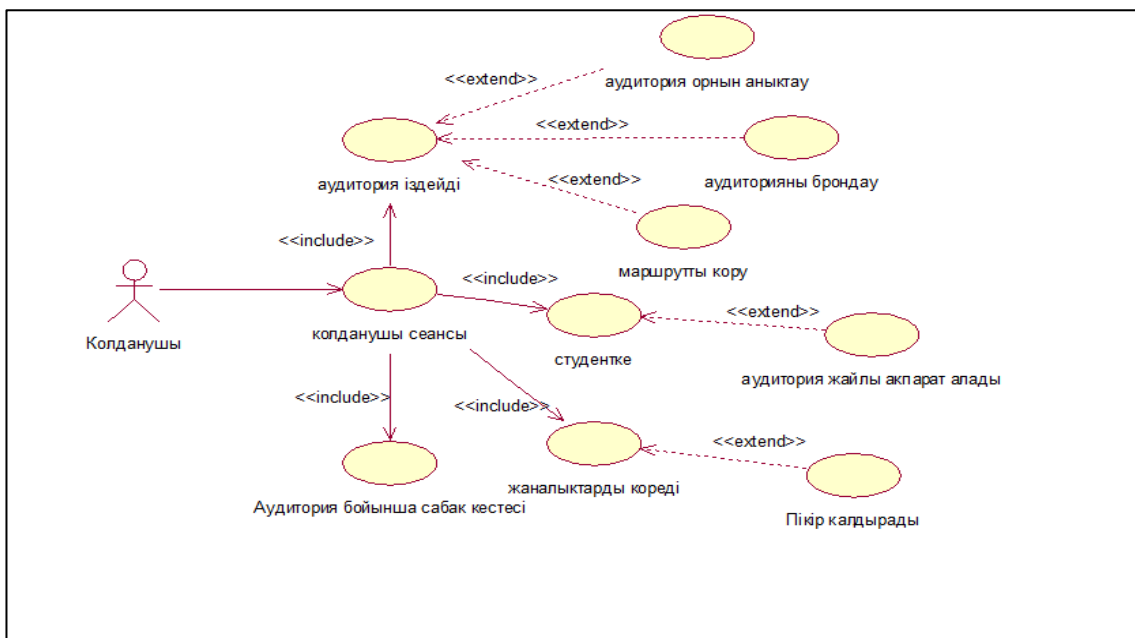 <<extend>>
аудитория орнын аныктау
<<extend>>
аудитория іздейді
аудиторияны брондау
<<extend>>
<<include>>
маршрутты кору
<<include>>
Колданушы
колданушы сеансы
<<extend>>
студентке
аудитория жайлы акпарат алады
<<include>>
<<include>>
<<extend>>
Аудитория бойынша сабак кестесі
жаналыктарды кореді
Пікір калдырады